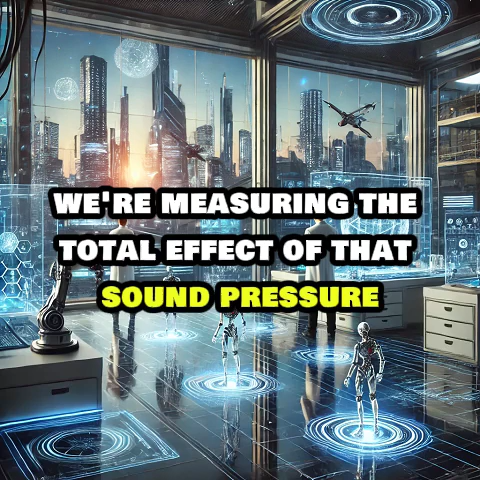 WE'RE MEASURING THE
TOTAL EFFECT OF THAT
SOUND PRESSURE